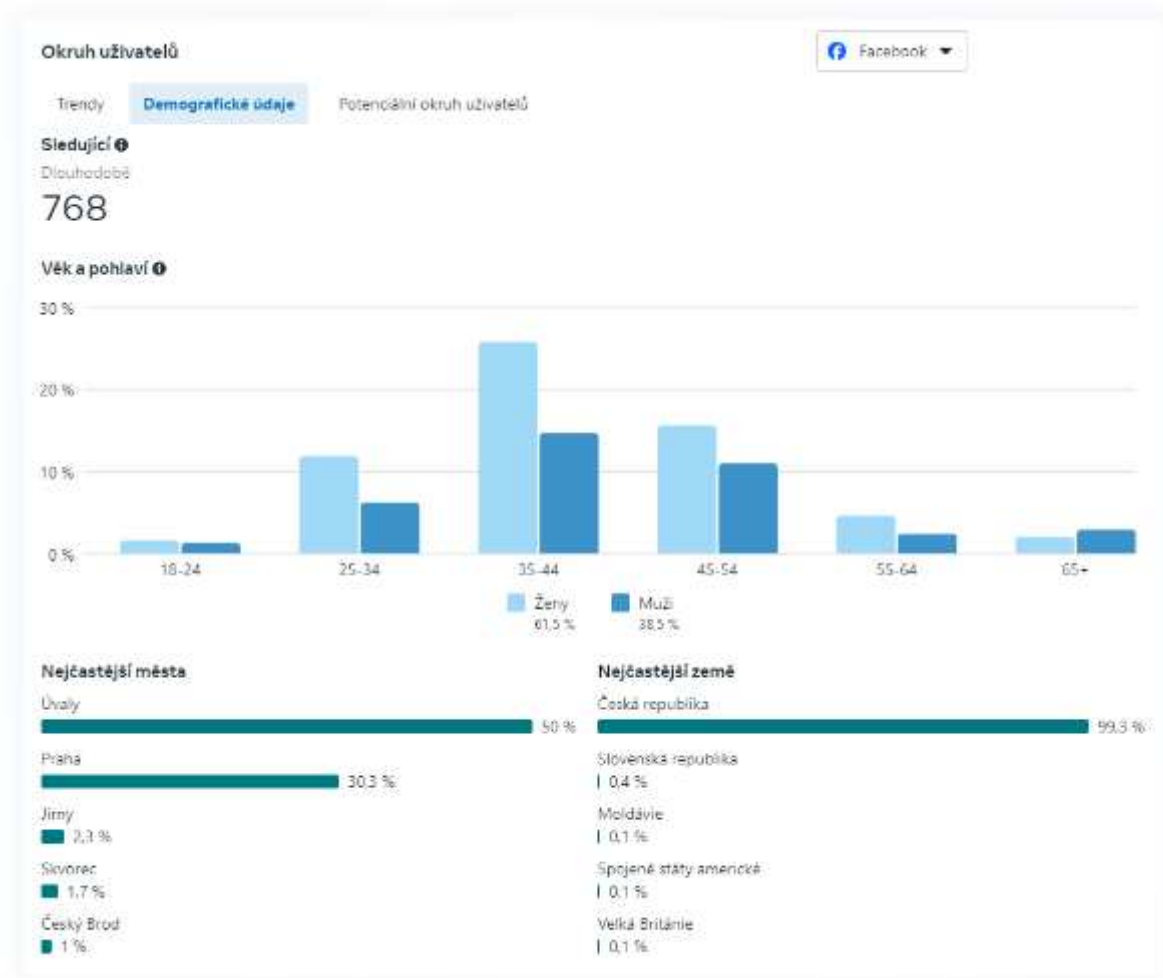 Okruh uživatelů
Facebook
Trendy Demografické údaje Potenciální okruh uživatelů
Sledující
Dlouhodobě
768
Věk a pohlaví
30 %
20 %
10 %
0 %
18-24 25-34 35-44 45-54 55-64 65+
Ženy Muži
61,5 % 38,5 %
Nejčastější města
Úvaly
50 %
Praha
30,3 %
Jirny
2,3 %
Škvorec
1,7 %
Český Brod
1 %
Nejčastější země
Česká republika
99,3 %
Slovenská republika
0,4 %
Moldávie
0,1 %
Spojené státy americké
0,1 %
Velká Británie
0,1 %